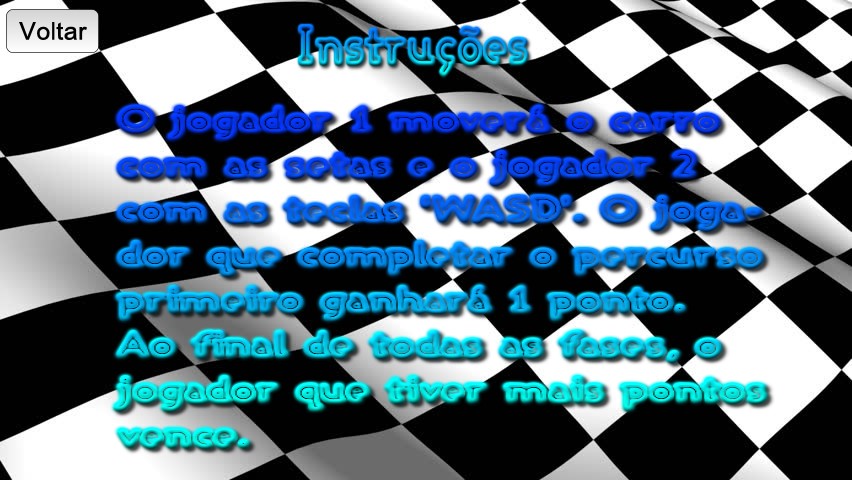 Voltar
Instruções
O jogador 1 moverá o carro
com as setas e o jogador 2
com as teclas 'WASD'. O joga-
dor que completar o percurso
primeiro ganhará 1 ponto.
Ao final de todas as fases, o
jogador que tiver mais pontos
vence.